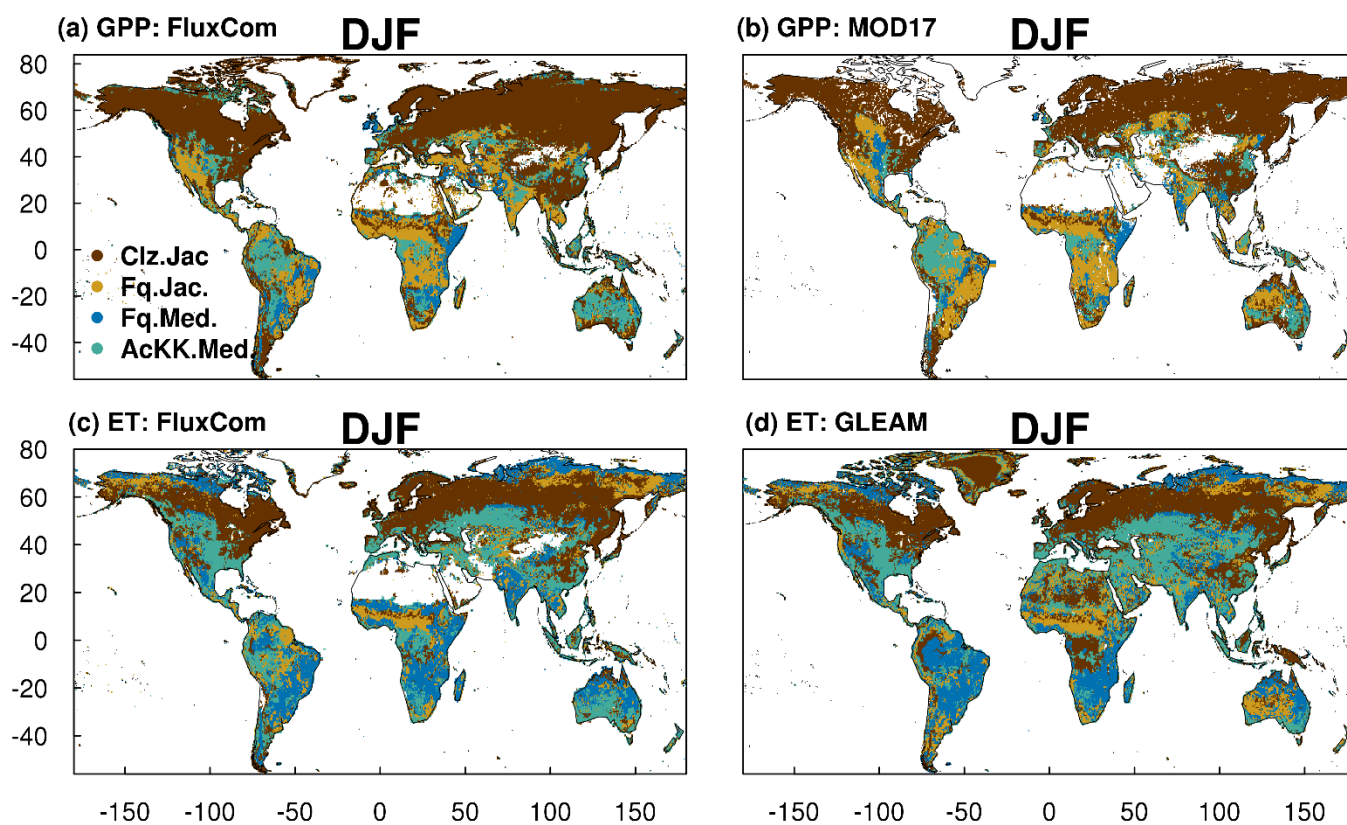 (a) GPP: FluxCom DJF
(b) GPP: MOD17 DJF
80
60
40
20
0
-20
-40
Clz.Jac
Fq.Jac.
Fq.Med.
AcKK.Med.
(c) ET: FluxCom DJF
(d) ET: GLEAM DJF
80
60
40
20
0
-20
-40
-150 -100 -50 0 50 100 150
-150 -100 -50 0 50 100 150